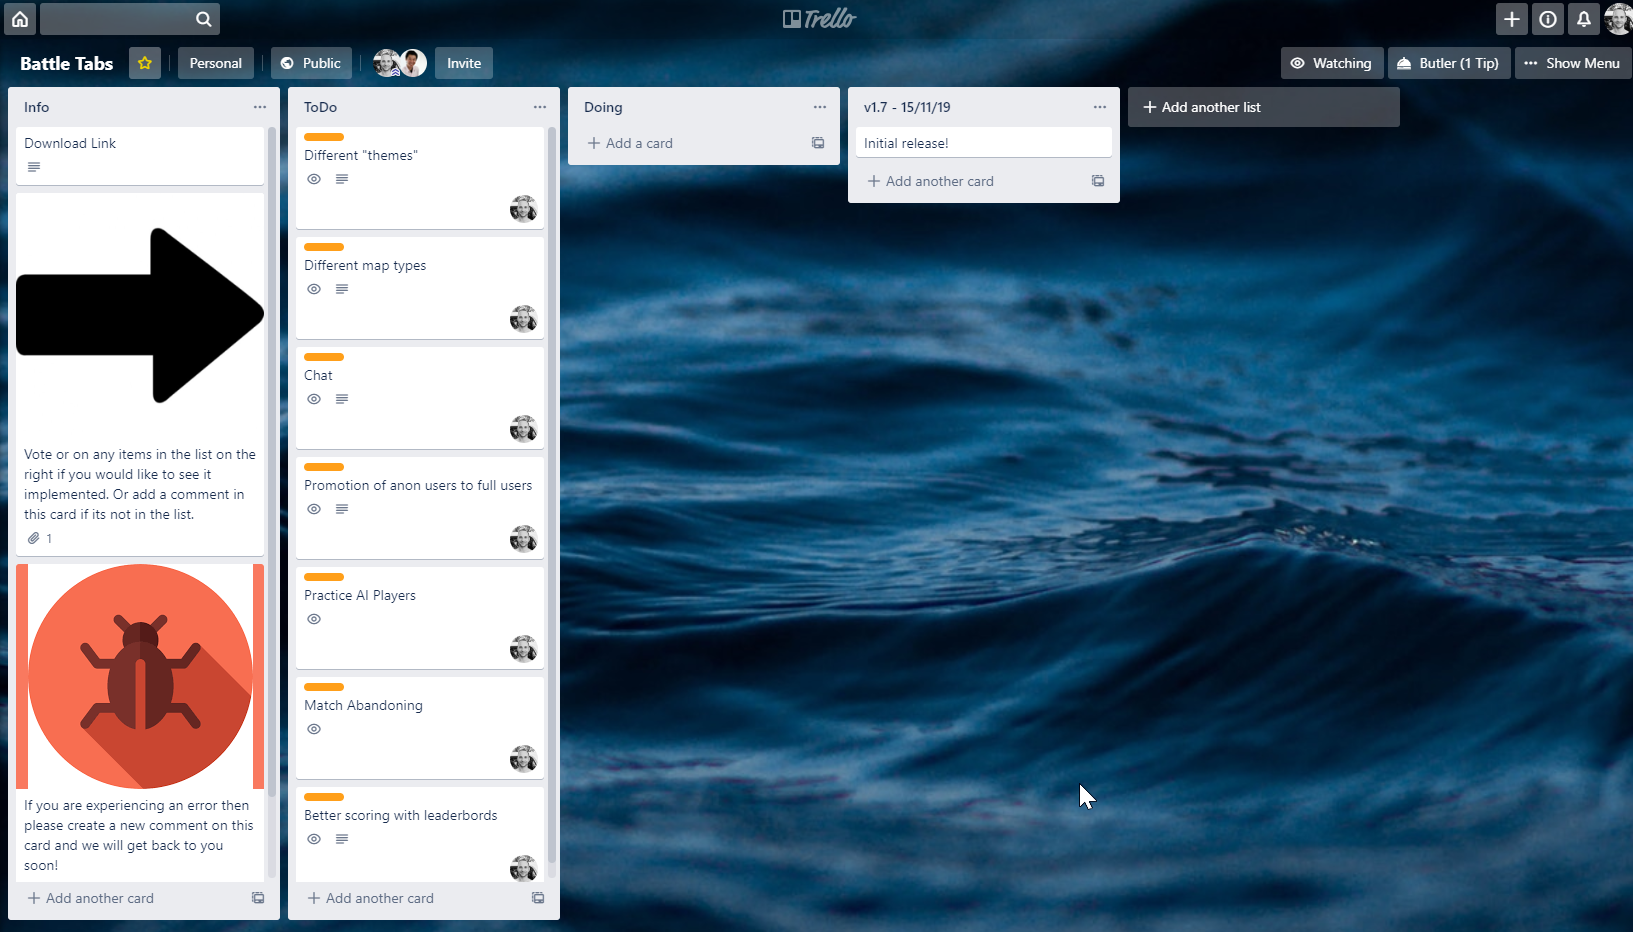 Trello
Battle Tabs
Personal
Public
Invite
Watching
Butler (1 Tip)
Show Menu
Info
Download Link
Vote or on any items in the list on the
right if you would like to see it
implemented. Or add a comment in
this card if its not in the list.
1
If you are experiencing an error then
please create a new comment on this
card and we will get back to you
soon!
Add another card
ToDo
Different "themes"
Different map types
Chat
Promotion of anon users to full users
Practice AI Players
Match Abandoning
Better scoring with leaderbords
Add another card
Doing
Add a card
v1.7 - 15/11/19
Initial release!
Add another card
Add another list